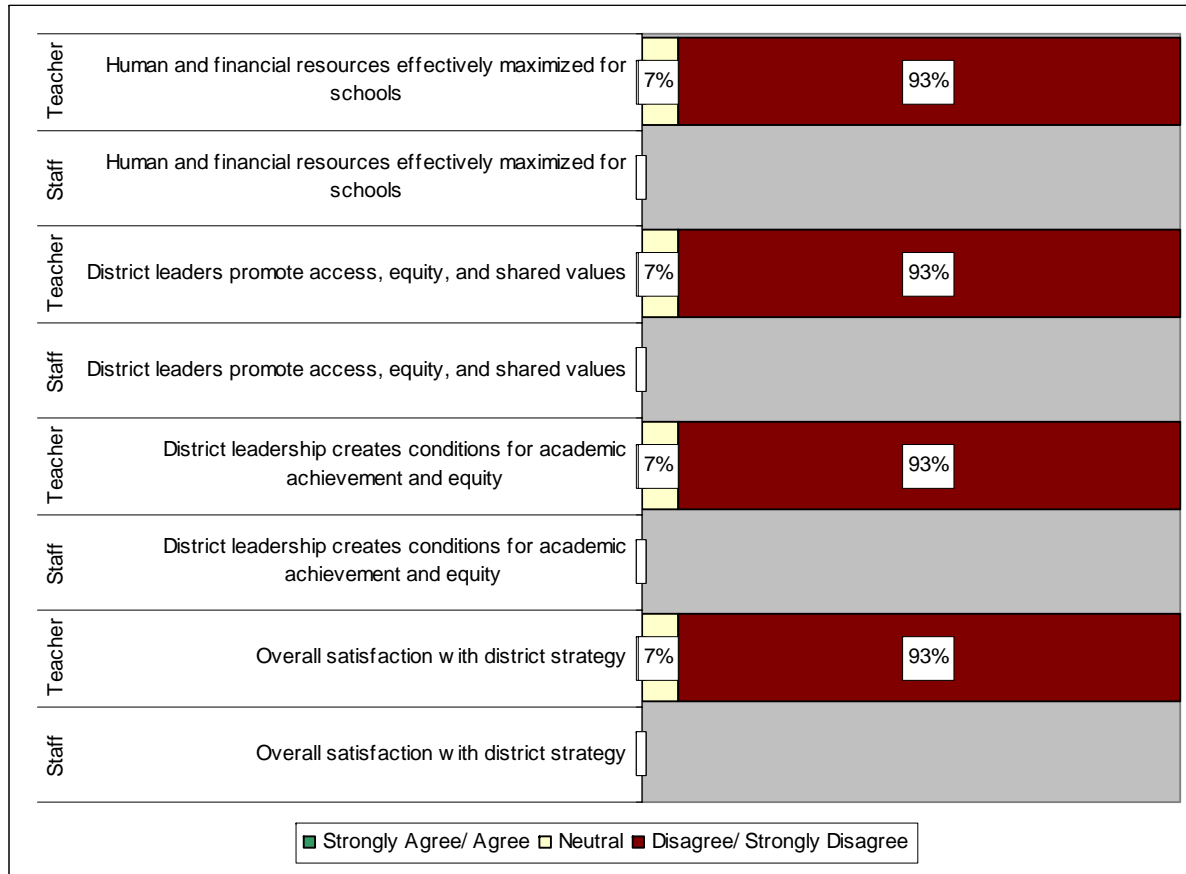 Teacher
Human and financial resources effectively maximized for
schools
7%
93%
Staff
Human and financial resources effectively maximized for
schools
Teacher
District leaders promote access, equity, and shared values
7%
93%
Staff
District leaders promote access, equity, and shared values
Teacher
District leadership creates conditions for academic
achievement and equity
7%
93%
Staff
District leadership creates conditions for academic
achievement and equity
Teacher
Overall satisfaction with district strategy
7%
93%
Staff
Overall satisfaction with district strategy
Strongly Agree/ Agree Neutral Disagree/ Strongly Disagree